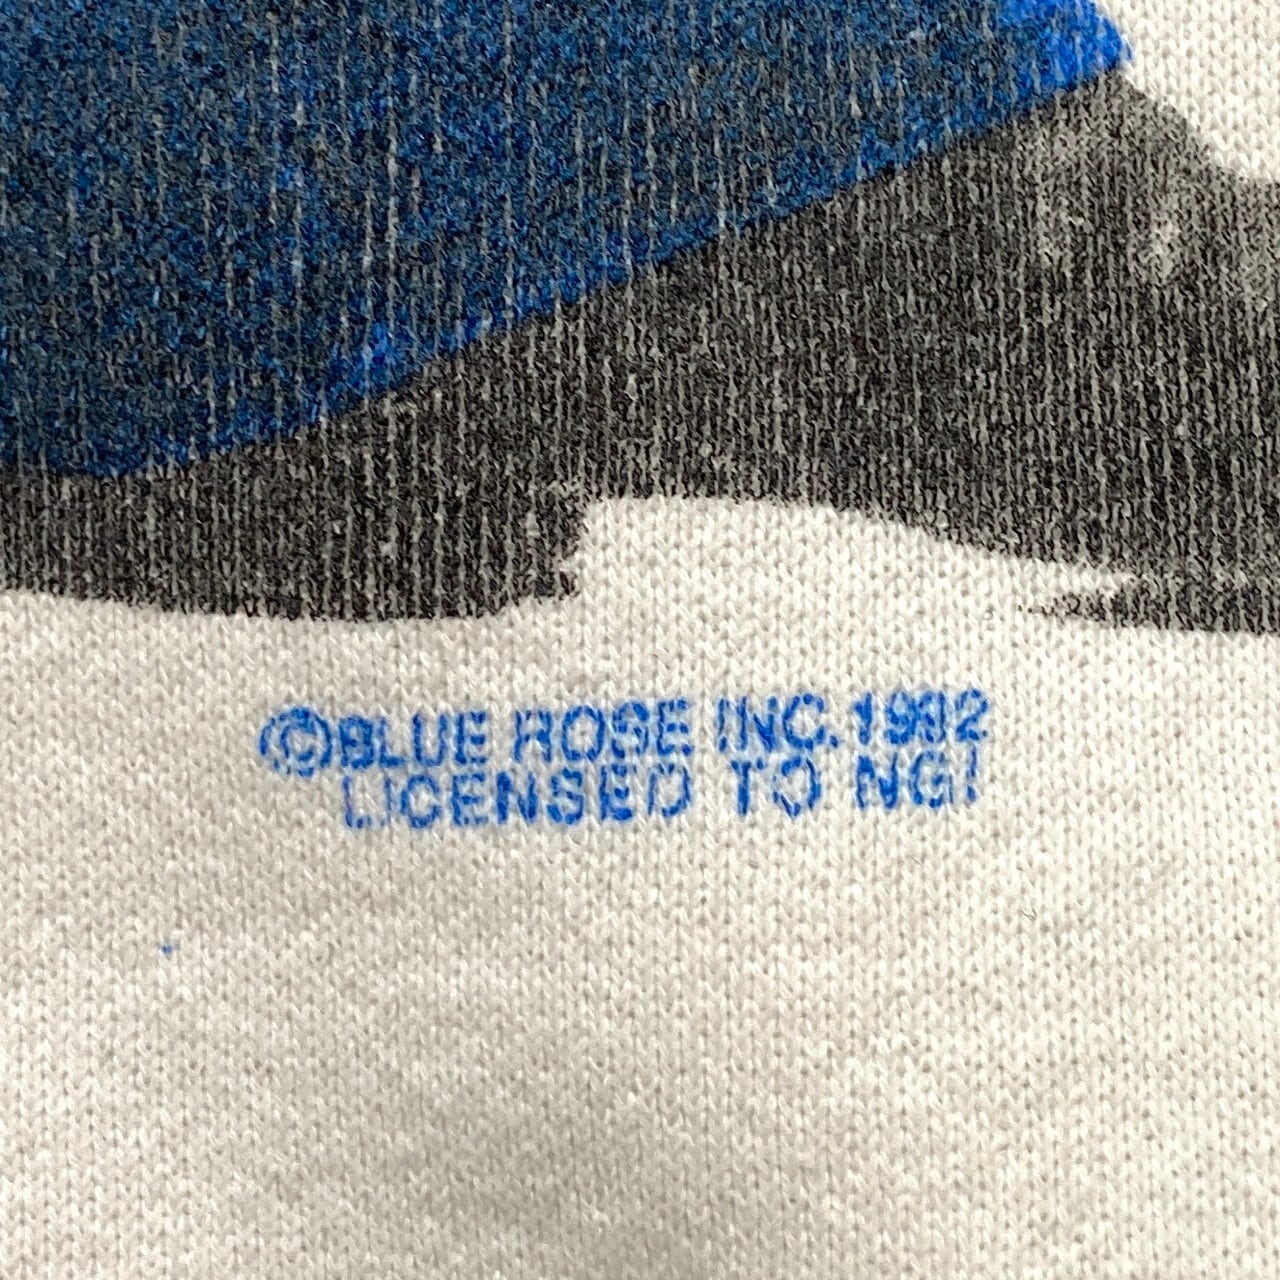 ©BLUE ROSE INC.1992
LICENSED TO NGI